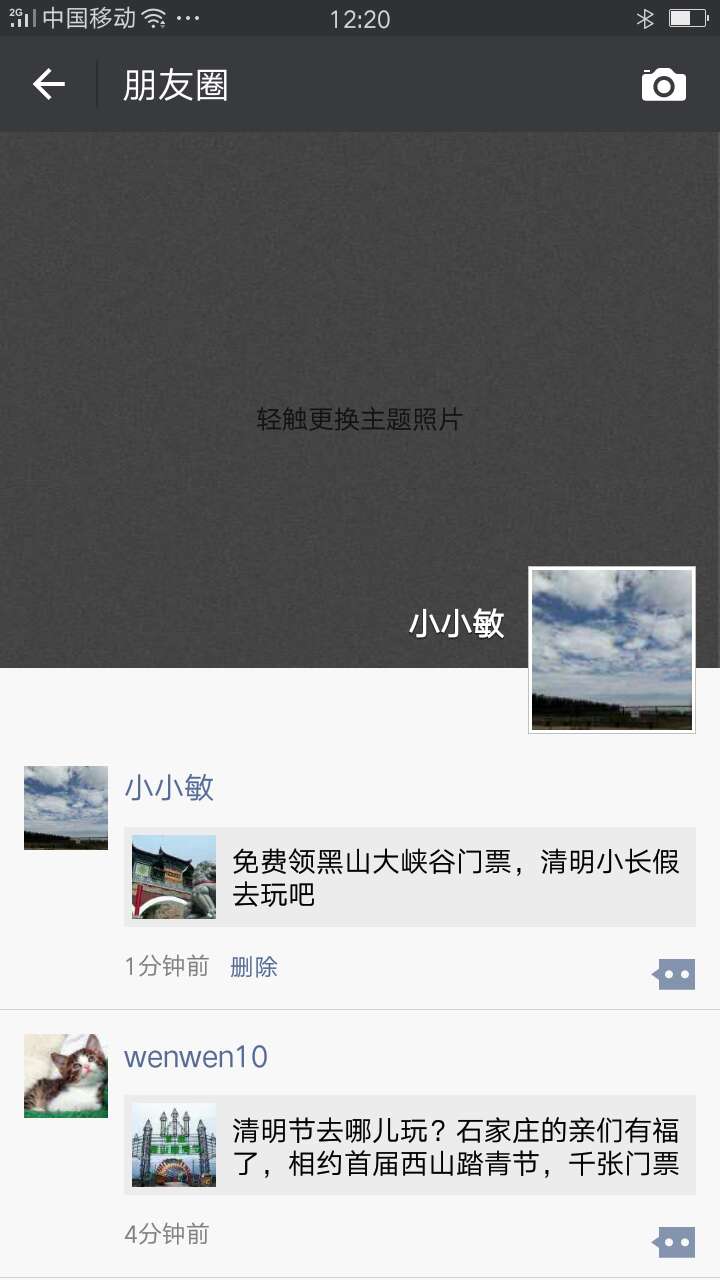 2G 中国移动 ... 12:20
朋友圈
轻触更换主题照片
小小敏
小小敏
免费领黑山大峡谷门票，清明小长假
去玩吧
1分钟前 删除
wenwen10
清明节去哪儿玩？石家庄的亲们有福
了，相约首届西山踏青节，千张门票
4分钟前